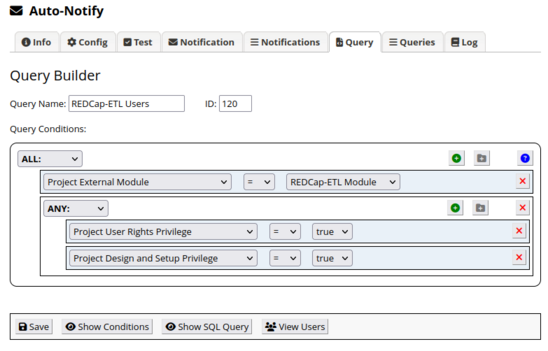 Auto-Notify
Info Config Test Notification Notifications Query Queries Log
Query Builder
Query Name: REDCap-ETL Users ID: 120
Query Conditions:
ALL: ?
Project External Module = REDCap-ETL Module ×
ANY: ×
Project User Rights Privilege = true ×
Project Design and Setup Privilege = true ×
Save Show Conditions Show SQL Query View Users